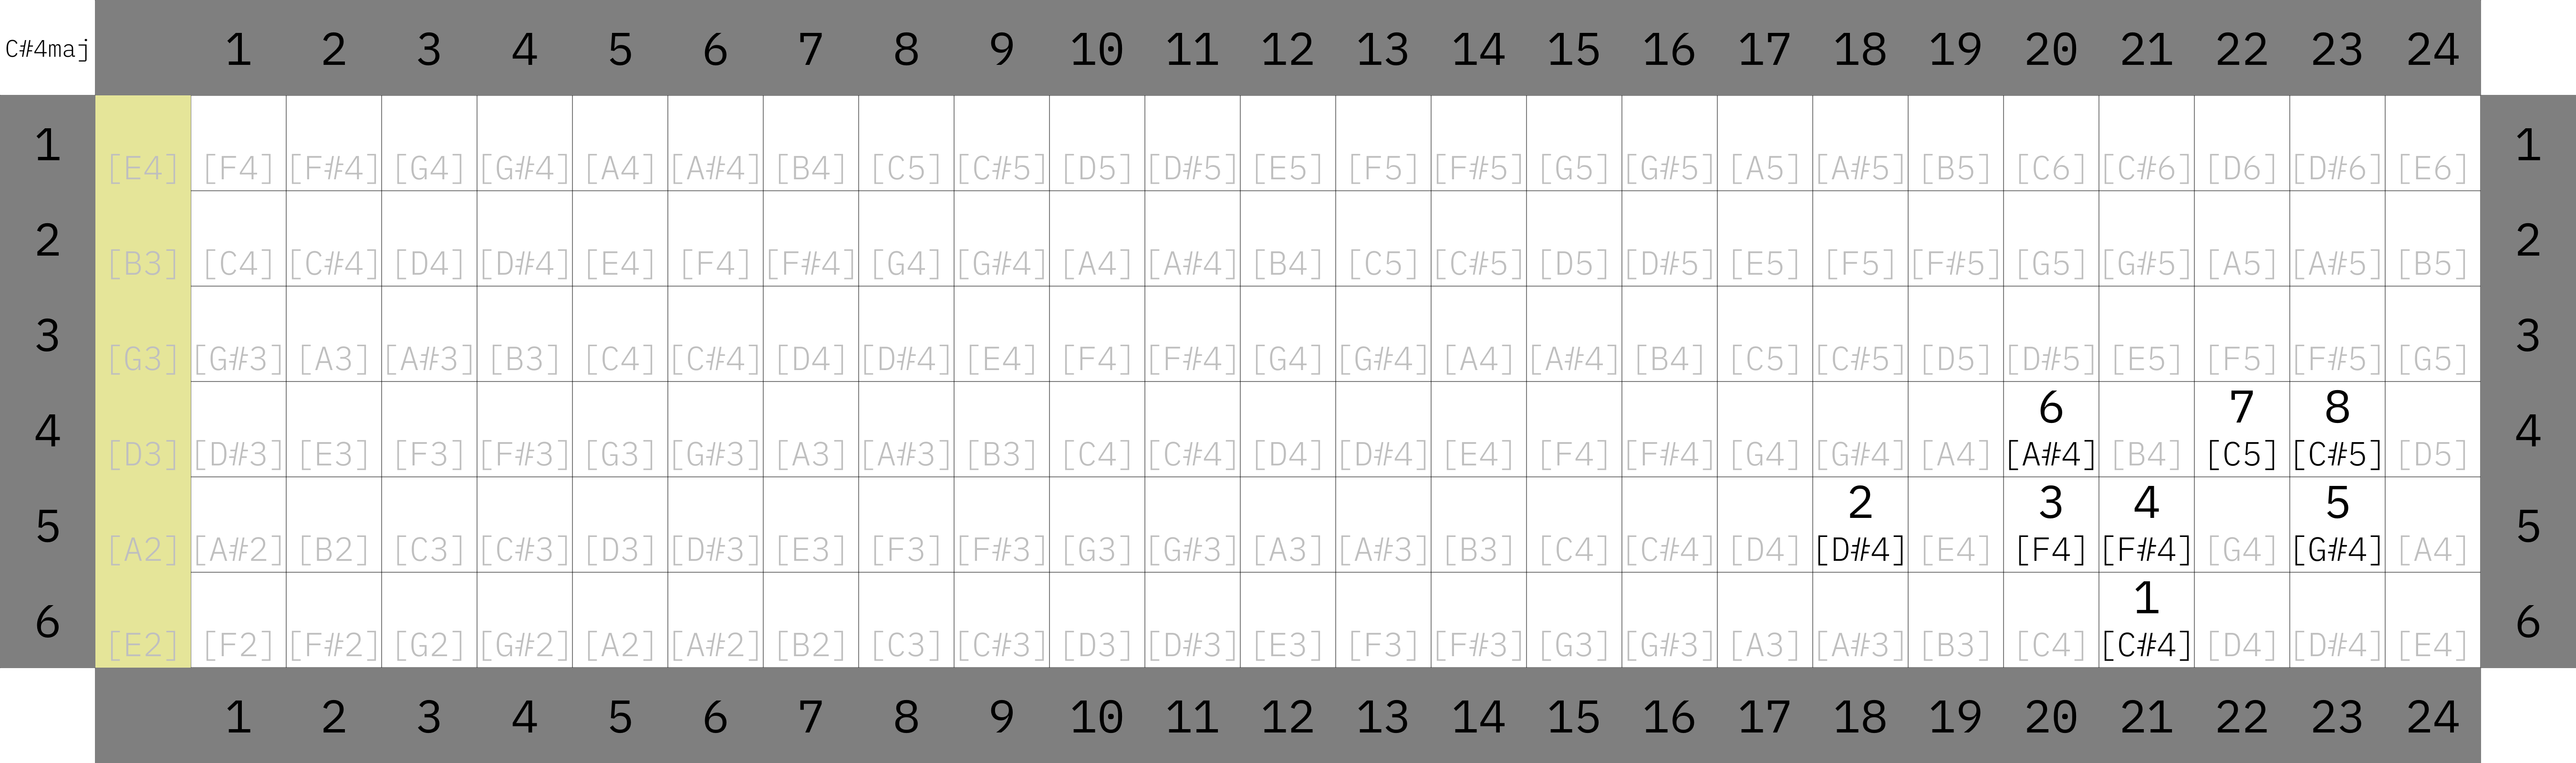 C#4maj 1 2 3 4 5 6 7 8 9 10 11 12 13 14 15 16 17 18 19 20 21 22 23 24
1 [E4] [F4] [F#4] [G4] [G#4] [A4] [A#4] [B4] [C5] [C#5] [D5] [D#5] [E5] [F5] [F#5] [G5] [G#5] [A5] [A#5] [B5] [C6] [C#6] [D6] [D#6] [E6] 1
2 [B3] [C4] [C#4] [D4] [D#4] [E4] [F4] [F#4] [G4] [G#4] [A4] [A#4] [B4] [C5] [C#5] [D5] [D#5] [E5] [F5] [F#5] [G5] [G#5] [A5] [A#5] [B5] 2
3 [G3] [G#3] [A3] [A#3] [B3] [C4] [C#4] [D4] [D#4] [E4] [F4] [F#4] [G4] [G#4] [A4] [A#4] [B4] [C5] [C#5] [D5] [D#5] [E5] [F5] [F#5] [G5] 3
6 7 8
4 [D3] [D#3] [E3] [F3] [F#3] [G3] [G#3] [A3] [A#3] [B3] [C4] [C#4] [D4] [D#4] [E4] [F4] [F#4] [G4] [G#4] [A4] [A#4] [B4] [C5] [C#5] [D5] 4
2 3 4 5
5 [A2] [A#2] [B2] [C3] [C#3] [D3] [D#3] [E3] [F3] [F#3] [G3] [G#3] [A3] [A#3] [B3] [C4] [C#4] [D4] [D#4] [E4] [F4] [F#4] [G4] [G#4] [A4] 5
1
6 [E2] [F2] [F#2] [G2] [G#2] [A2] [A#2] [B2] [C3] [C#3] [D3] [D#3] [E3] [F3] [F#3] [G3] [G#3] [A3] [A#3] [B3] [C4] [C#4] [D4] [D#4] [E4] 6
1 2 3 4 5 6 7 8 9 10 11 12 13 14 15 16 17 18 19 20 21 22 23 24